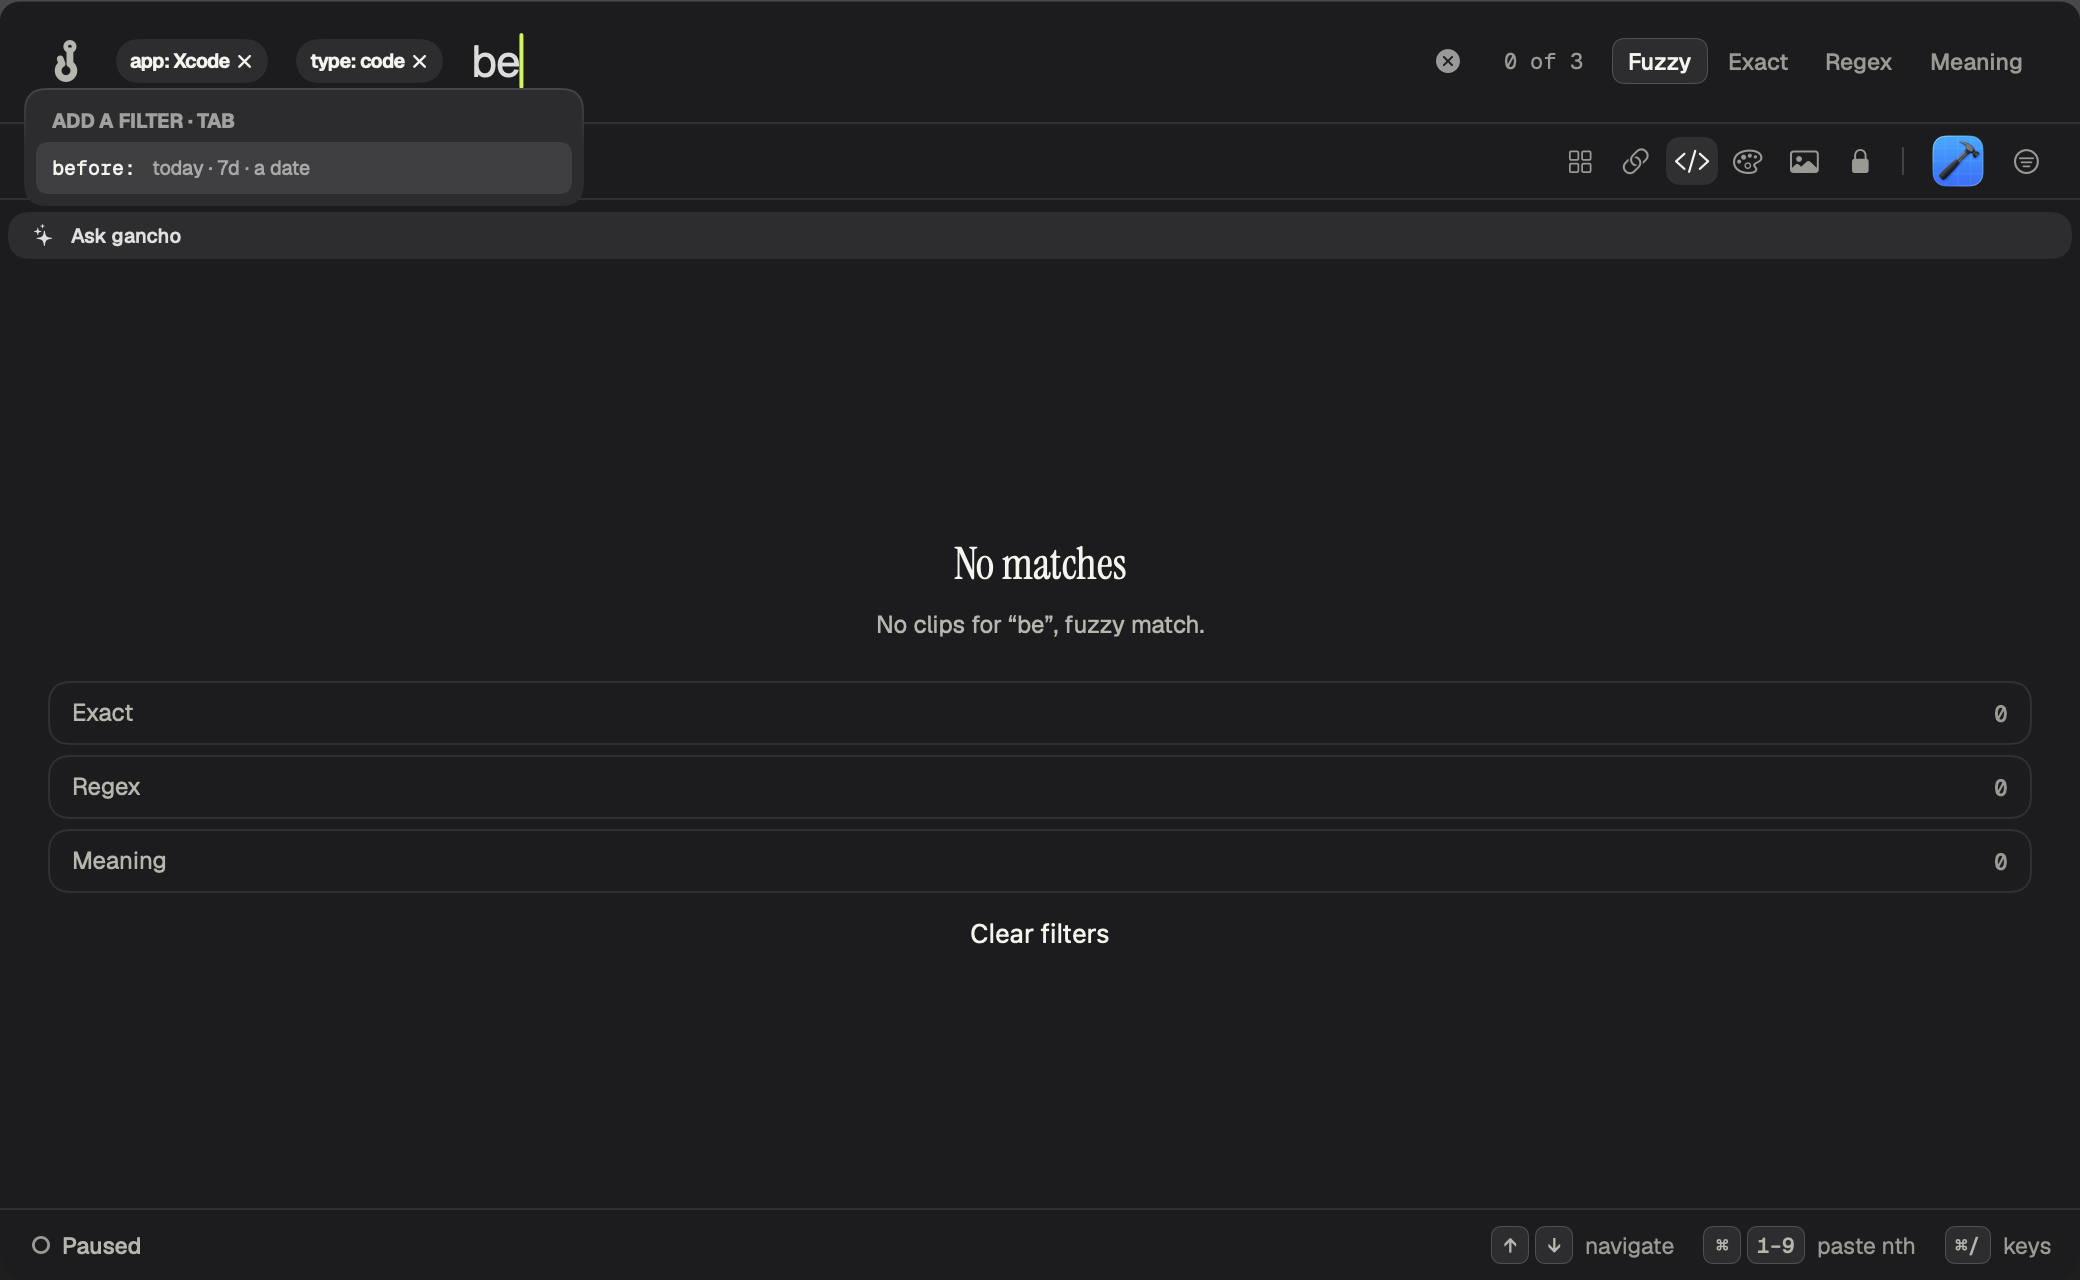 app: Xcode ✕ type: code ✕ be 0 of 3 Fuzzy Exact Regex Meaning
ADD A FILTER · TAB
before: today · 7d · a date
Ask gancho
No matches
No clips for “be”, fuzzy match.
Exact 0
Regex 0
Meaning 0
Clear filters
Paused ↑ ↓ navigate ⌘ 1–9 paste nth ⌘/ keys